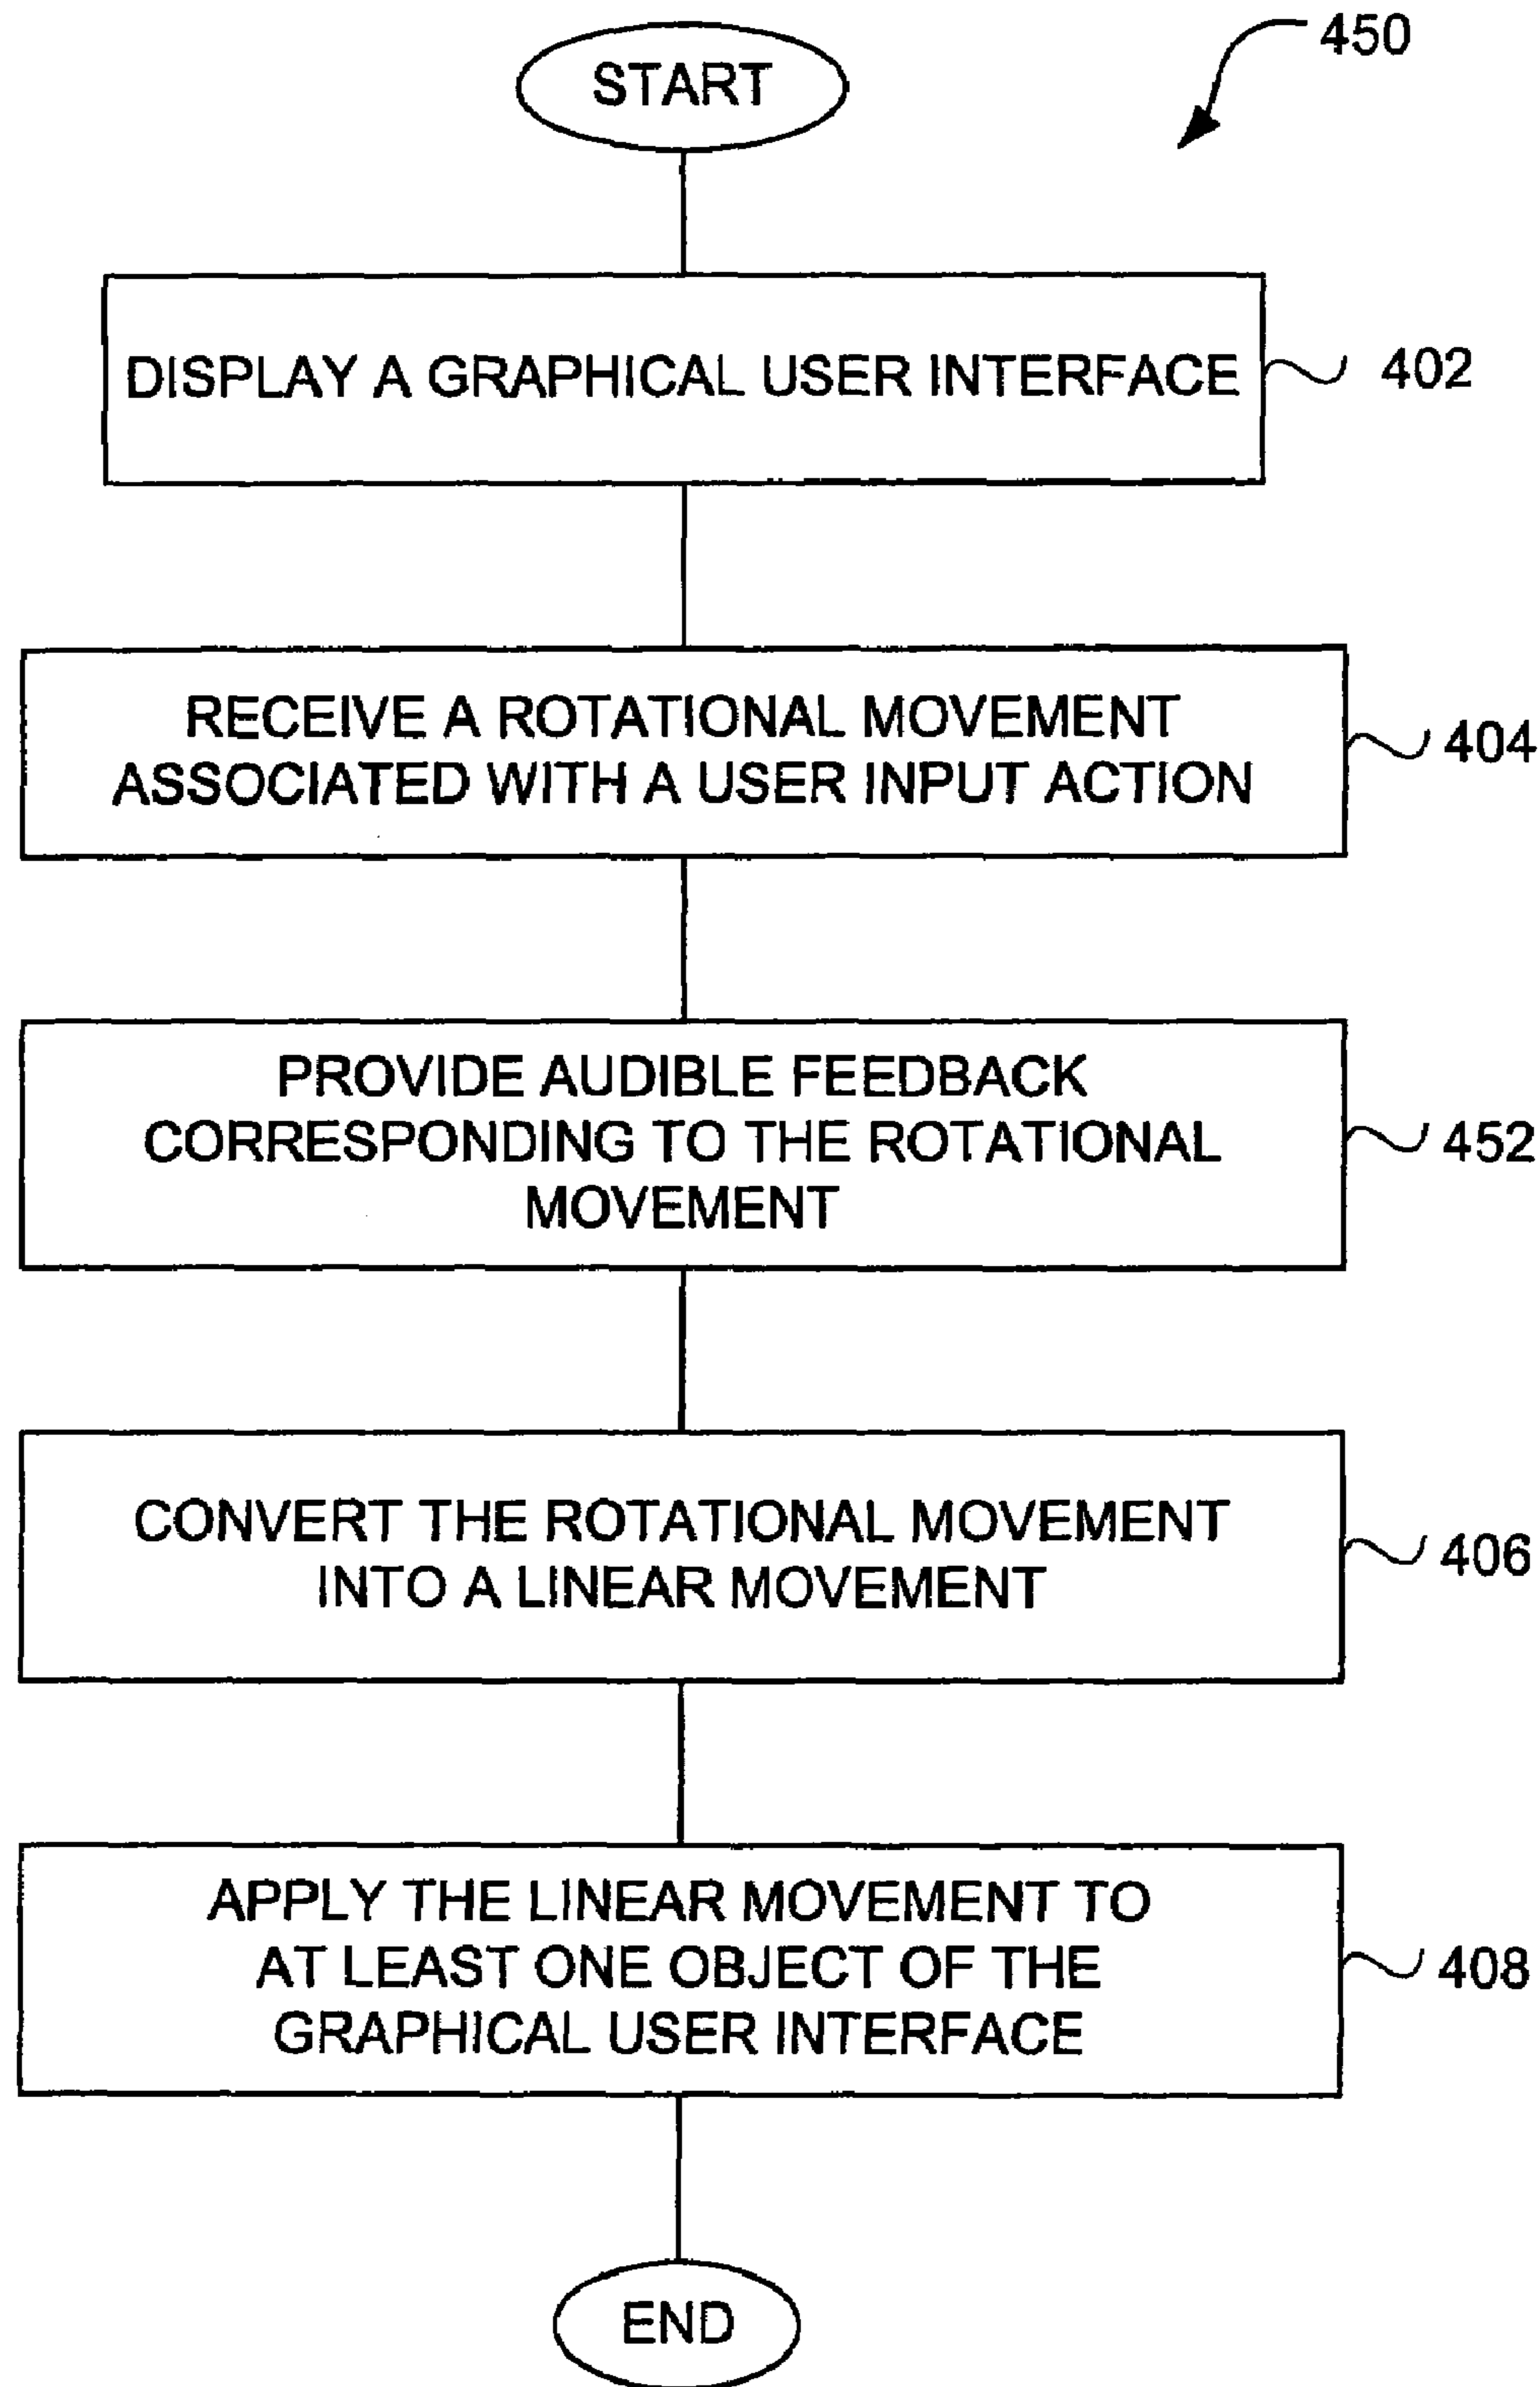 450
START
DISPLAY A GRAPHICAL USER INTERFACE
402
RECEIVE A ROTATIONAL MOVEMENT
ASSOCIATED WITH A USER INPUT ACTION
404
PROVIDE AUDIBLE FEEDBACK
CORRESPONDING TO THE ROTATIONAL
MOVEMENT
452
CONVERT THE ROTATIONAL MOVEMENT
INTO A LINEAR MOVEMENT
406
APPLY THE LINEAR MOVEMENT TO
AT LEAST ONE OBJECT OF THE
GRAPHICAL USER INTERFACE
408
END